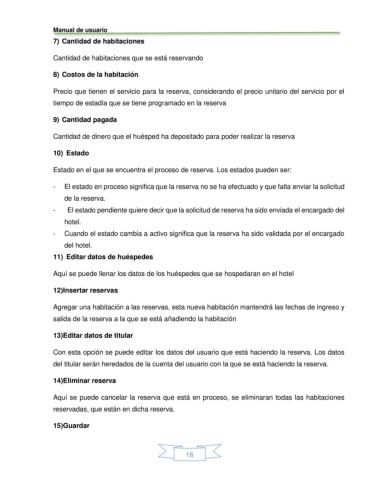 Manual de usuario
7) Cantidad de habitaciones
Cantidad de habitaciones que se está reservando
8) Costos de la habitación
Precio que tienen el servicio para la reserva, considerando el precio unitario del servicio por el
tiempo de estadía que se tiene programado en la reserva
9) Cantidad pagada
Cantidad de dinero que el huésped ha depositado para poder realizar la reserva
10) Estado
Estado en el que se encuentra el proceso de reserva. Los estados pueden ser:
- El estado en proceso significa que la reserva no se ha efectuado y que falta enviar la solicitud
de la reserva.
- El estado pendiente quiere decir que la solicitud de reserva ha sido enviada el encargado del
hotel.
- Cuando el estado cambia a activo significa que la reserva ha sido validada por el encargado
del hotel.
11) Editar datos de huéspedes
Aquí se puede llenar los datos de los huéspedes que se hospedaran en el hotel
12)Insertar reservas
Agregar una habitación a las reservas, esta nueva habitación mantendrá las fechas de ingreso y
salida de la reserva a la que se está añadiendo la habitación
13)Editar datos de titular
Con esta opción se puede editar los datos del usuario que está haciendo la reserva. Los datos
del titular serán heredados de la cuenta del usuario con la que se está haciendo la reserva.
14)Eliminar reserva
Aquí se puede cancelar la reserva que está en proceso, se eliminaran todas las habitaciones
reservadas, que están en dicha reserva.
15)Guardar
16